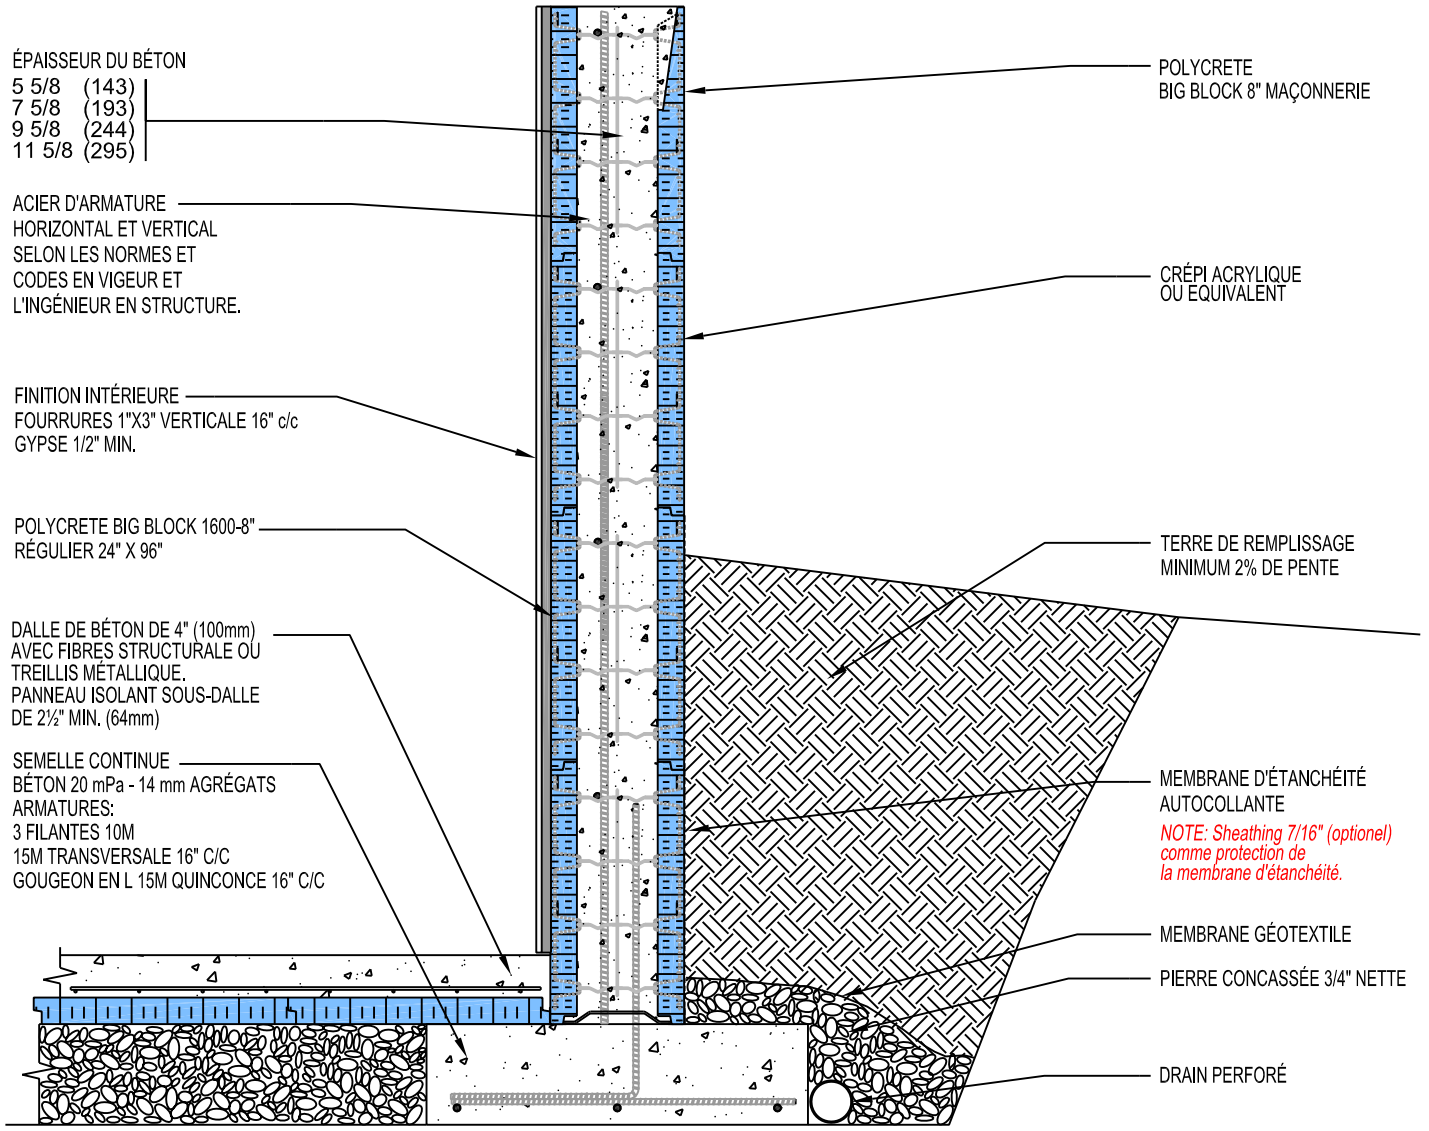 ÉPAISSEUR DU BÉTON
5 5/8 (143)
7 5/8 (193)
9 5/8 (244)
11 5/8 (295)
ACIER D'ARMATURE
HORIZONTAL ET VERTICAL
SELON LES NORMES ET
CODES EN VIGEUR ET
L'INGÉNIEUR EN STRUCTURE.
FINITION INTÉRIEURE
FOURRURES 1"X3" VERTICALE 16" c/c
GYPSE 1/2" MIN.
POLYCRETE BIG BLOCK 1600-8"
RÉGULIER 24" X 96"
DALLE DE BÉTON DE 4" (100mm)
AVEC FIBRES STRUCTURALE OU
TREILLIS MÉTALLIQUE.
PANNEAU ISOLANT SOUS-DALLE
DE 2½" MIN. (64mm)
SEMELLE CONTINUE
BÉTON 20 mPa - 14 mm AGRÉGATS
ARMATURES:
3 FILANTES 10M
15M TRANSVERSALE 16" C/C
GOUGEON EN L 15M QUINCONCE 16" C/C
POLYCRETE
BIG BLOCK 8" MAÇONNERIE
CRÉPI ACRYLIQUE
OU EQUIVALENT
TERRE DE REMPLISSAGE
MINIMUM 2% DE PENTE
MEMBRANE D'ÉTANCHÉITÉ
AUTOCOLLANTE
NOTE: Sheathing 7/16" (optionel)
comme protection de
la membrane d'étanchéité.
MEMBRANE GÉOTEXTILE
PIERRE CONCASSÉE 3/4" NETTE
DRAIN PERFORÉ